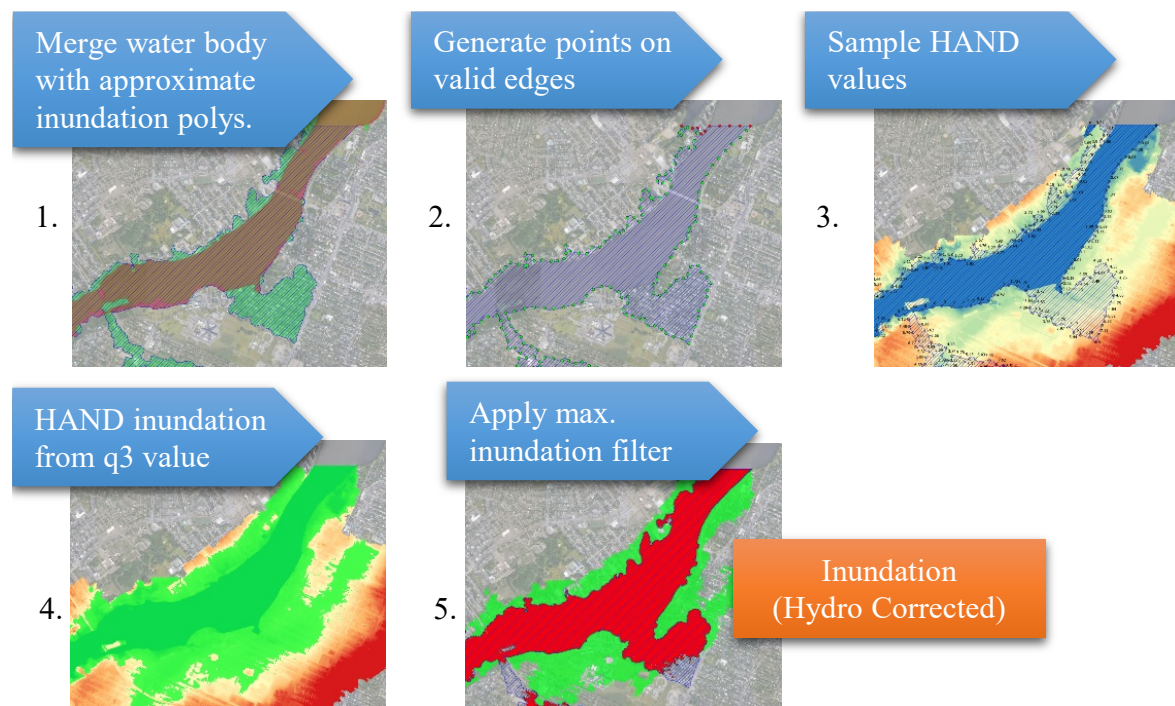 Merge water body
with approximate
inundation polys.
Generate points on
valid edges
Sample HAND
values
1.
2.
3.
HAND inundation
from q3 value
Apply max.
inundation filter
4.
5.
Inundation
(Hydro Corrected)